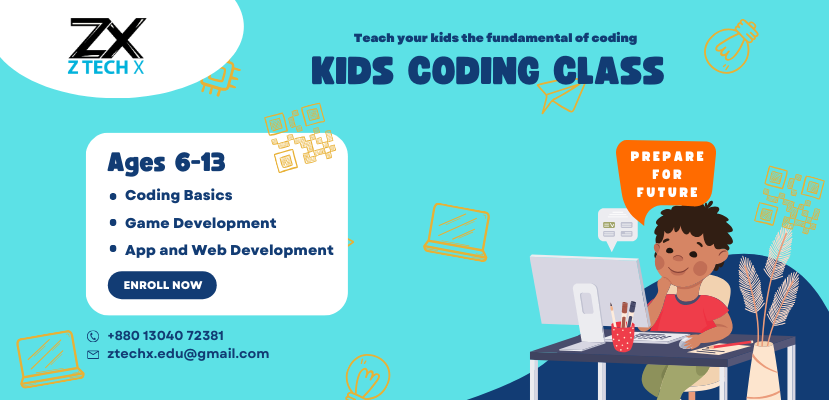 ZX
Z TECH X
Teach your kids the fundamental of coding
KIDS CODING CLASS
Ages 6-13
Coding Basics
Game Development
App and Web Development
ENROLL NOW
+880 13040 72381
ztechx.edu@gmail.com
PREPARE
FOR
FUTURE